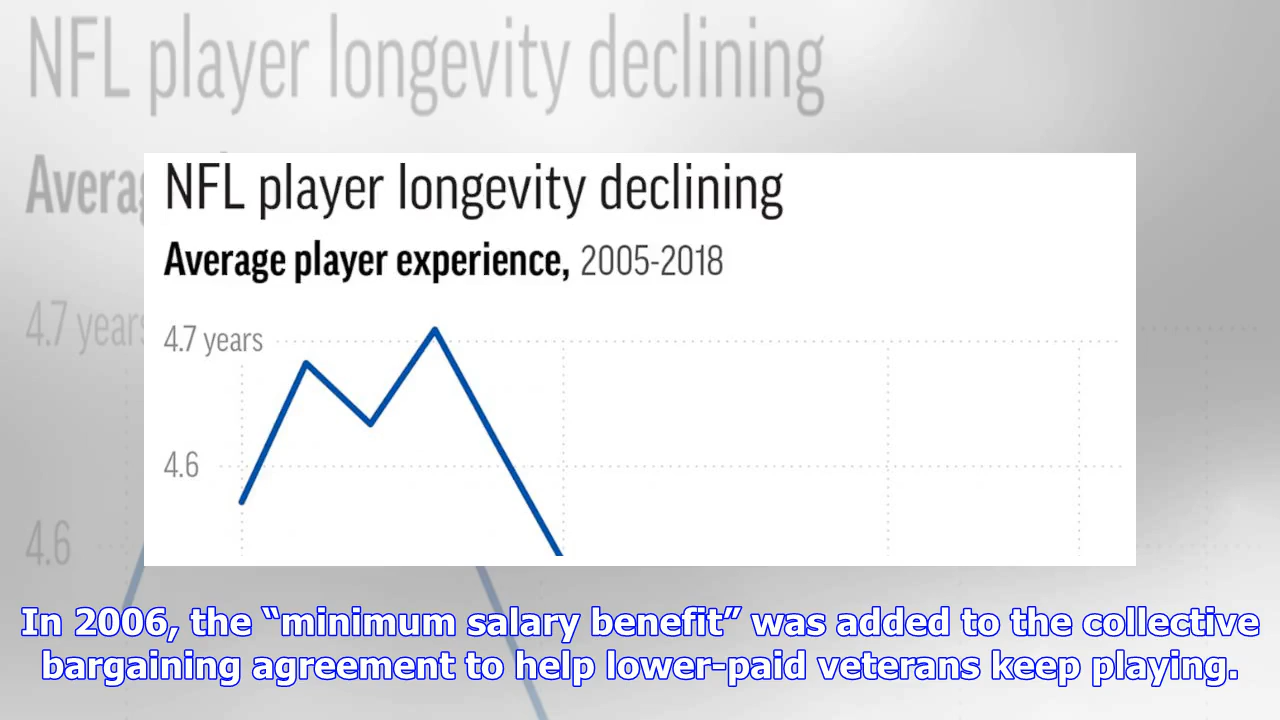 NFL player longevity declining
Avera
4.7 years
4.6
NFL player longevity declining
Average player experience, 2005-2018
4.7 years
4.6
In 2006, the “minimum salary benefit” was added to the collective
bargaining agreement to help lower-paid veterans keep playing.